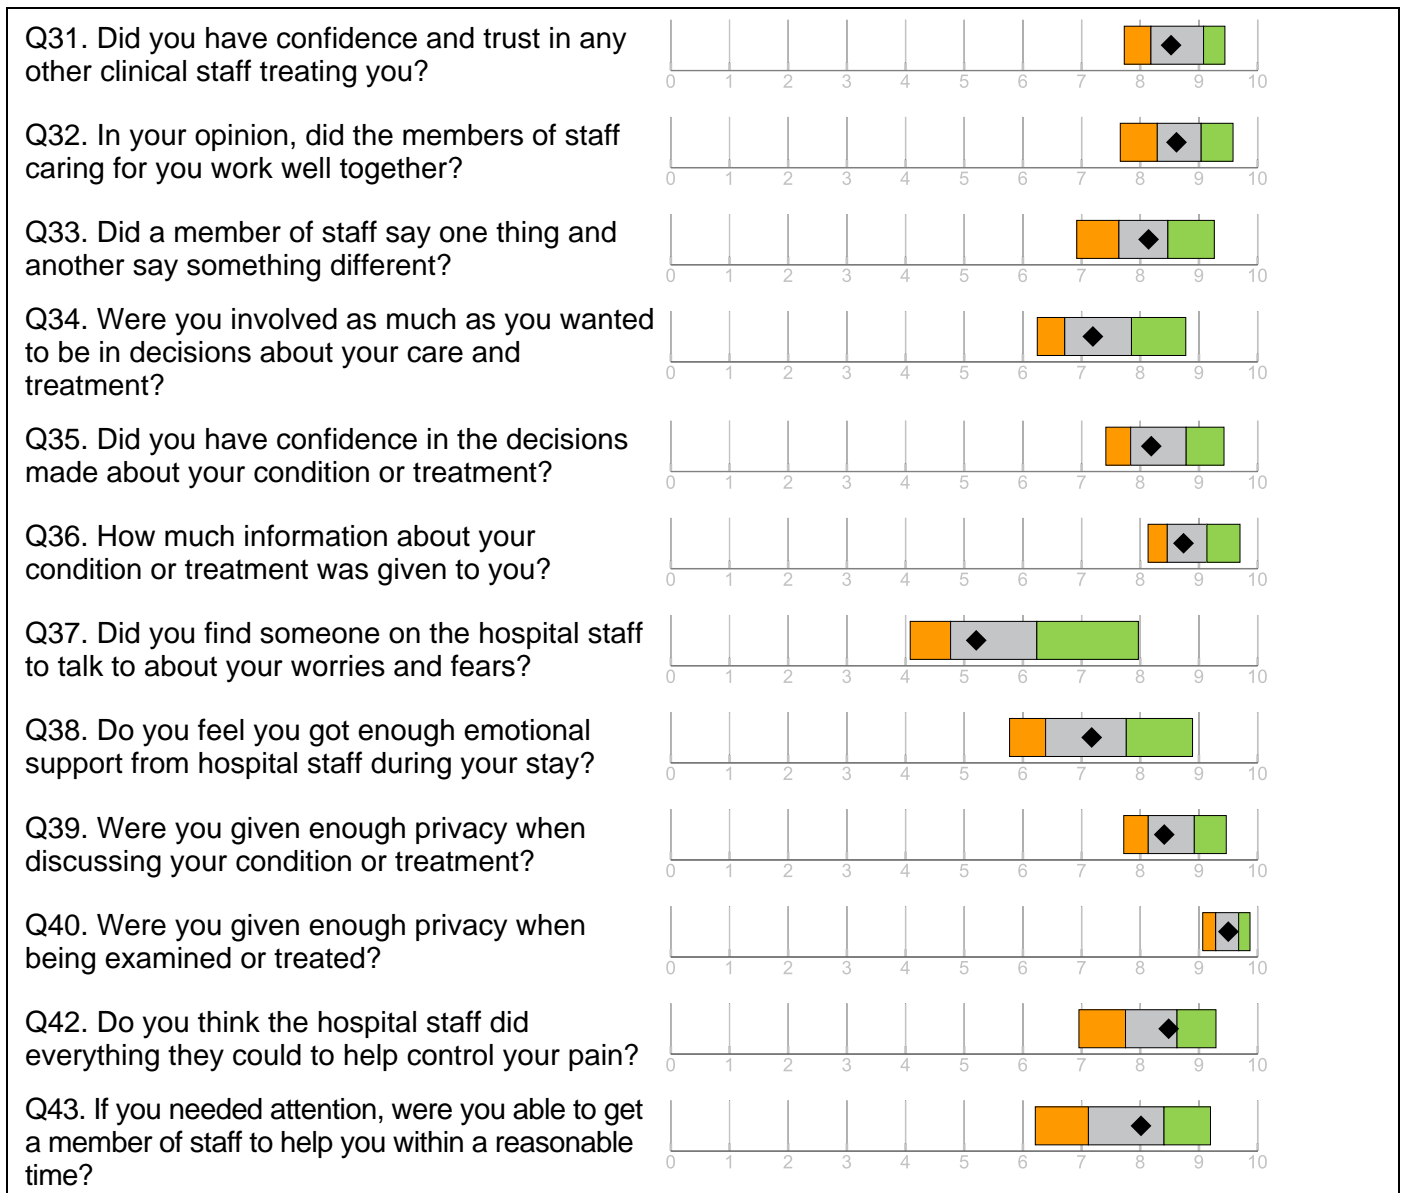 Q31. Did you have confidence and trust in any
other clinical staff treating you?
0 1 2 3 4 5 6 7 8 9 10
Q32. In your opinion, did the members of staff
caring for you work well together?
0 1 2 3 4 5 6 7 8 9 10
Q33. Did a member of staff say one thing and
another say something different?
0 1 2 3 4 5 6 7 8 9 10
Q34. Were you involved as much as you wanted
to be in decisions about your care and
treatment?
0 1 2 3 4 5 6 7 8 9 10
Q35. Did you have confidence in the decisions
made about your condition or treatment?
0 1 2 3 4 5 6 7 8 9 10
Q36. How much information about your
condition or treatment was given to you?
0 1 2 3 4 5 6 7 8 9 10
Q37. Did you find someone on the hospital staff
to talk to about your worries and fears?
0 1 2 3 4 5 6 7 8 9 10
Q38. Do you feel you got enough emotional
support from hospital staff during your stay?
0 1 2 3 4 5 6 7 8 9 10
Q39. Were you given enough privacy when
discussing your condition or treatment?
0 1 2 3 4 5 6 7 8 9 10
Q40. Were you given enough privacy when
being examined or treated?
0 1 2 3 4 5 6 7 8 9 10
Q42. Do you think the hospital staff did
everything they could to help control your pain?
0 1 2 3 4 5 6 7 8 9 10
Q43. If you needed attention, were you able to get
a member of staff to help you within a reasonable
time?
0 1 2 3 4 5 6 7 8 9 10